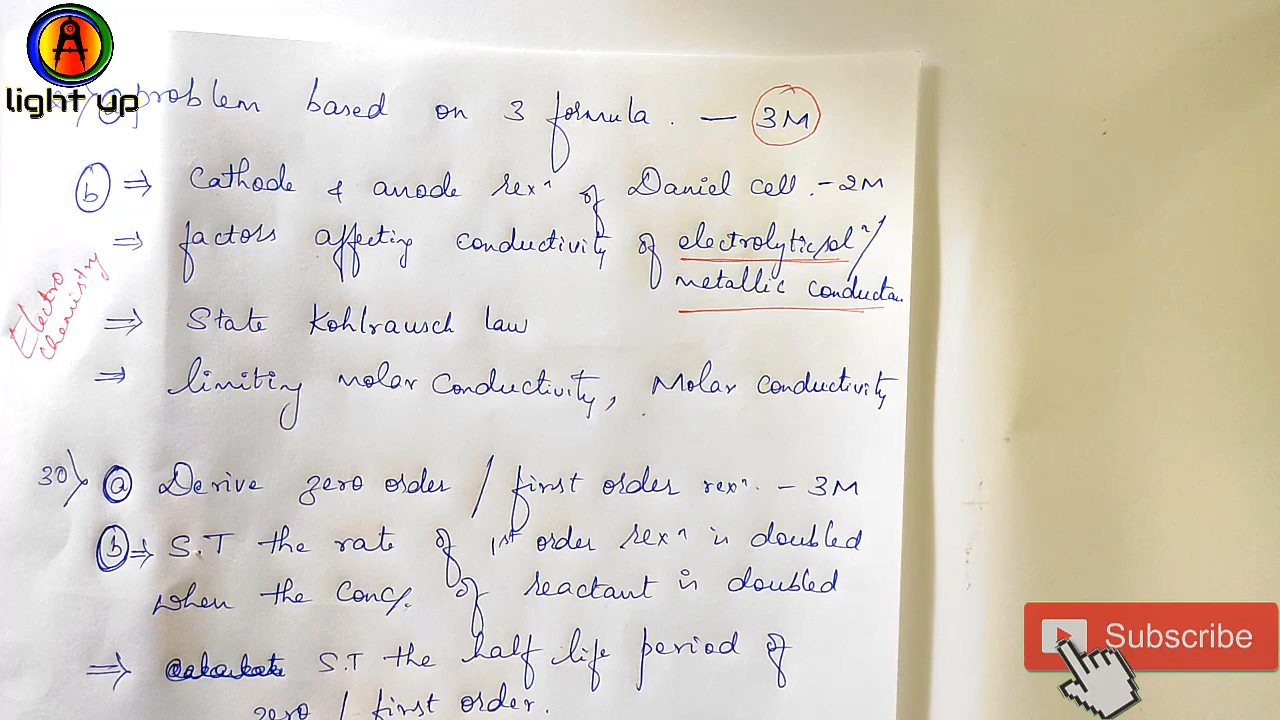 light up
a) problem based on 3 formula. — 3M
b ⇒ Cathode & anode rexⁿ of Daniel cell. - 2M
⇒ factors affecting conductivity of electrolytic solⁿ/
metallic conductan
Electro
chemistry
⇒ State Kohlrausch law
⇒ limiting molar conductivity, Molar conductivity
30) a Derive zero order / first order rexⁿ. - 3M
b ⇒ S.T the rate of 1st order rexⁿ is doubled
when the conc. of reactant is doubled
⇒ S.T the half life period of
zero / first order.
Subscribe